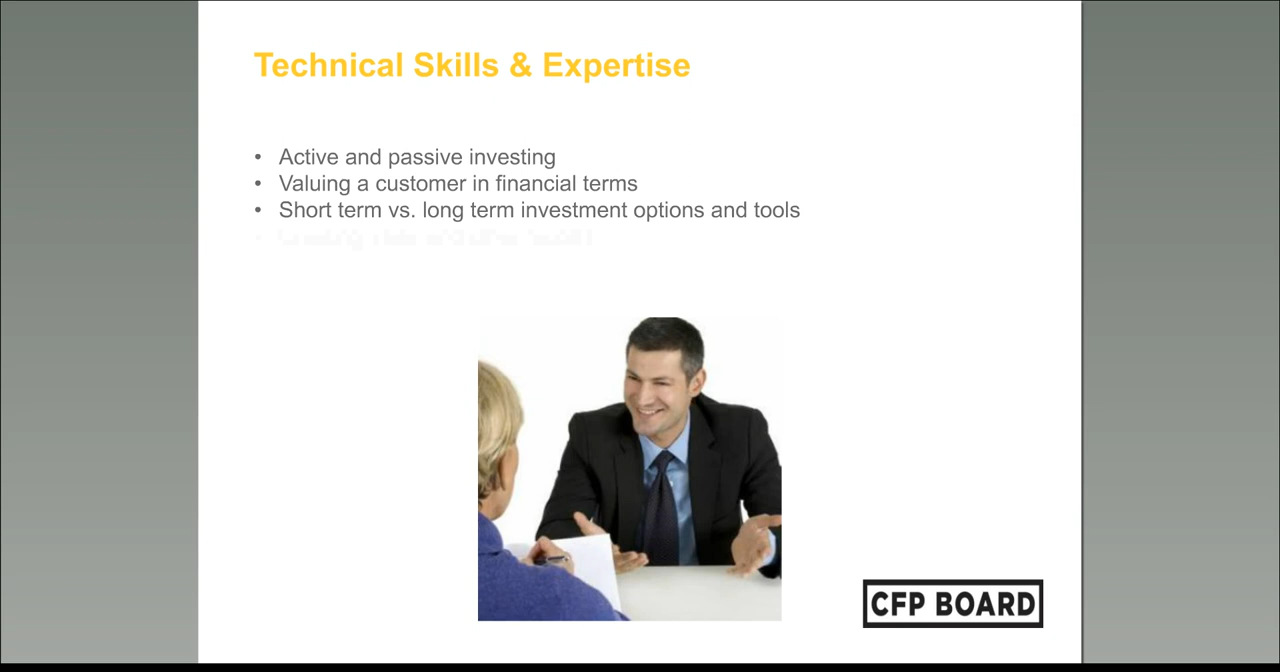 Technical Skills & Expertise
• Active and passive investing
• Valuing a customer in financial terms
• Short term vs. long term investment options and tools
CFP BOARD